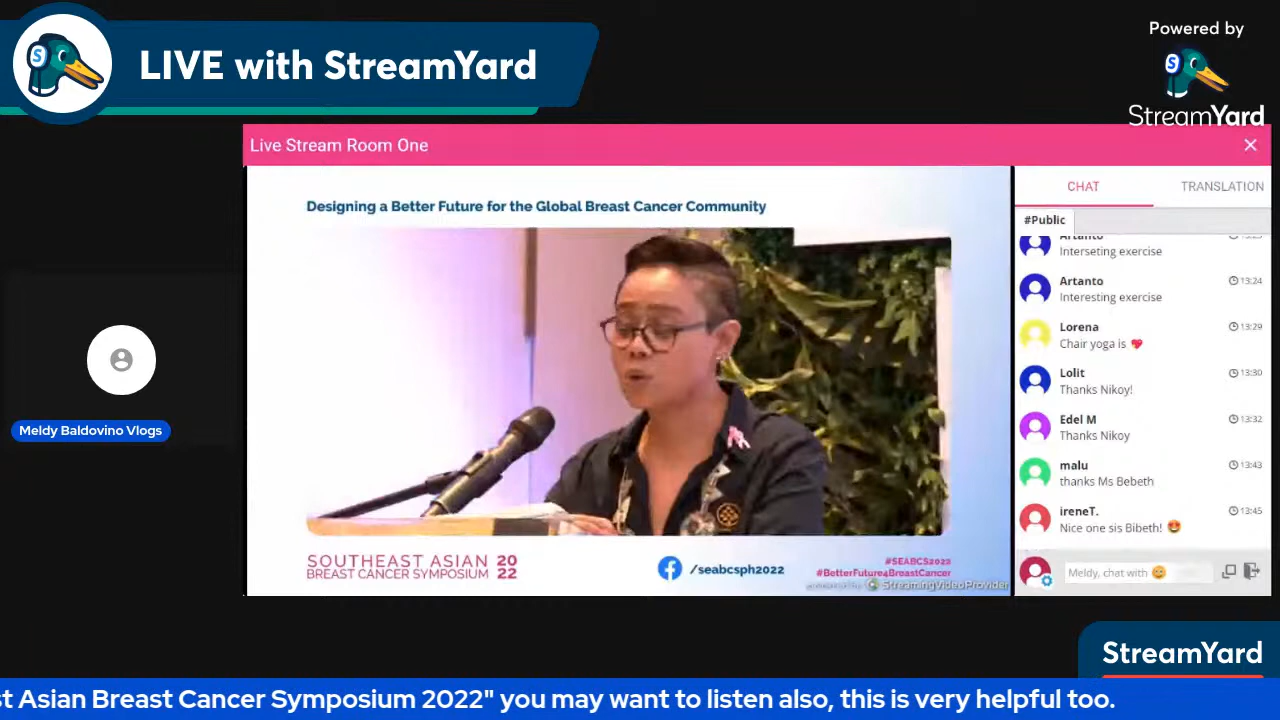 LIVE with StreamYard
Powered by
StreamYard
Live Stream Room One
Designing a Better Future for the Global Breast Cancer Community
SOUTHEAST ASIAN 20
BREAST CANCER SYMPOSIUM 22
/seabcsph2022
#SEABCS2022
#BetterFuture4BreastCancer
StreamingVideoProvider
CHAT
TRANSLATION
#Public
Artanto
Interseting exercise
Artanto 13:24
Interesting exercise
Lorena 13:29
Chair yoga is 💖
Lolit 13:30
Thanks Nikoy!
Edel M 13:32
Thanks Nikoy
malu 13:43
thanks Ms Bebeth
ireneT. 13:45
Nice one sis Bibeth! 😍
Meldy, chat with 😊
Meldy Baldovino Vlogs
StreamYard
t Asian Breast Cancer Symposium 2022" you may want to listen also, this is very helpful too.